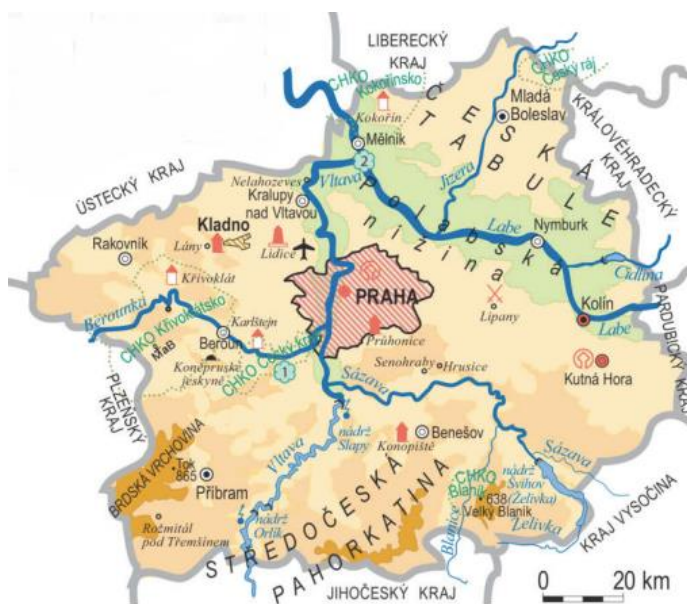 LIBERECKÝ
KRAJ
CHKO
Kokořínsko
Kokořín
CHKO
Český ráj
Mladá
Boleslav
KRÁLOVÉHRADECKÝ
KRAJ
ČESKÁ
TABULE
Mělník
2
Jizera
ÚSTECKÝ KRAJ
Nelahozeves
Vltava
Kralupy
nad Vltavou
Polabská
nížina
Labe
Nymburk
Kladno
Rakovník
Lány
Lidice
Cidlina
Křivoklát
PRAHA
Lipany
Kolín
Labe
PARDUBICKÝ KRAJ
Berounka
CHKO Křivoklátsko
MaB
Karlštejn
Beroun
Průhonice
CHKO Český kras
Koněpruské
jeskyně
1
Senohraby
Hrusice
Kutná Hora
PLZEŇSKÝ
KRAJ
Sázava
nádrž
Slapy
Konopiště
Benešov
Sázava
BRDSKÁ VRCHOVINA
Tok
865
Vltava
Příbram
CHKO
Blaník
nádrž
Švihov
(Želivka)
638
Velký Blaník
Želivka
KRAJ VYSOČINA
Rožmitál
pod Třemšínem
nádrž
Orlík
Blanice
STŘEDOČESKÁ
PAHORKATINA
JIHOČESKÝ KRAJ
0 20 km